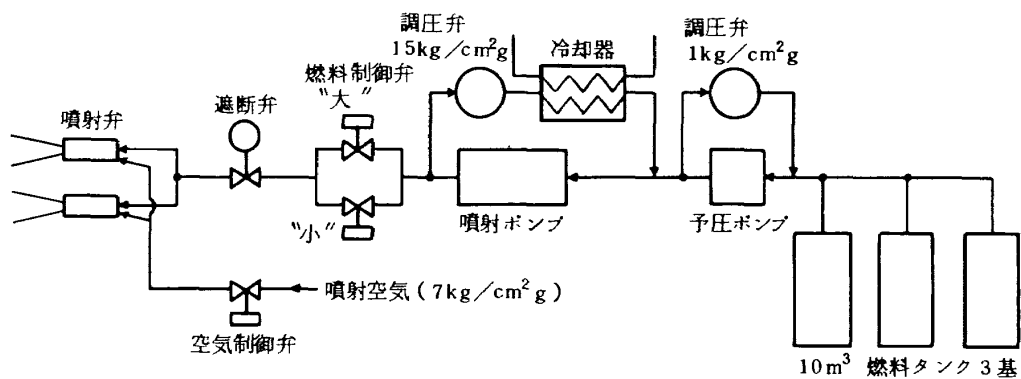 調圧弁
15kg/cm²g
冷却器
調圧弁
1kg/cm²g
燃料制御弁
"大"
遮断弁
噴射弁
噴射ポンプ
予圧ポンプ
"小"
噴射空気(7kg/cm²g)
空気制御弁
10m³ 燃料タンク3基